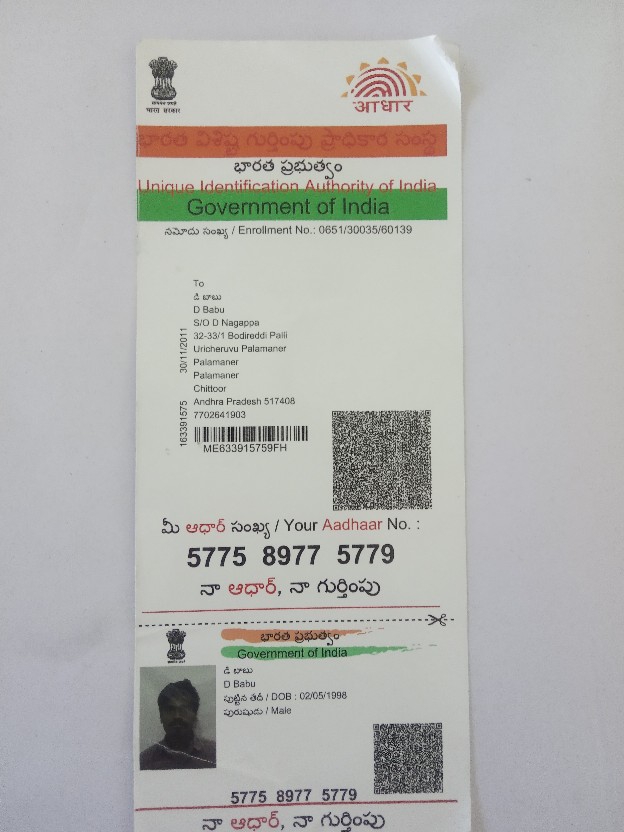 भारत सरकार
आधार
భారత విశిష్ట గుర్తింపు ప్రాధికార సంస్థ
భారత ప్రభుత్వం
Unique Identification Authority of India
Government of India
నమోదు సంఖ్య / Enrollment No.: 0651/30035/60139
To
డి బాబు
D Babu
S/O D Nagappa
32-33/1 Bodireddi Palli
Uricheruvu Palamaner
Palamaner
Palamaner
Chittoor
Andhra Pradesh 517408
7702641903
163391575 30/11/2011
ME633915759FH
మీ ఆధార్ సంఖ్య / Your Aadhaar No. :
5775 8977 5779
నా ఆధార్, నా గుర్తింపు
భారత ప్రభుత్వం
Government of India
డి బాబు
D Babu
పుట్టిన తేదీ / DOB : 02/05/1998
పురుషుడు / Male
5775 8977 5779
నా ఆధార్, నా గుర్తింపు